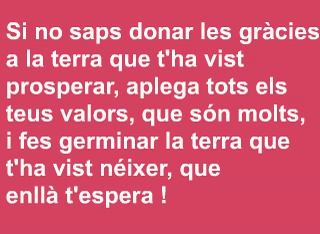 Si no saps donar les gràcies
a la terra que t'ha vist
prosperar, aplega tots els
teus valors, que són molts,
i fes germinar la terra que
t'ha vist néixer, que
enllà t'espera !